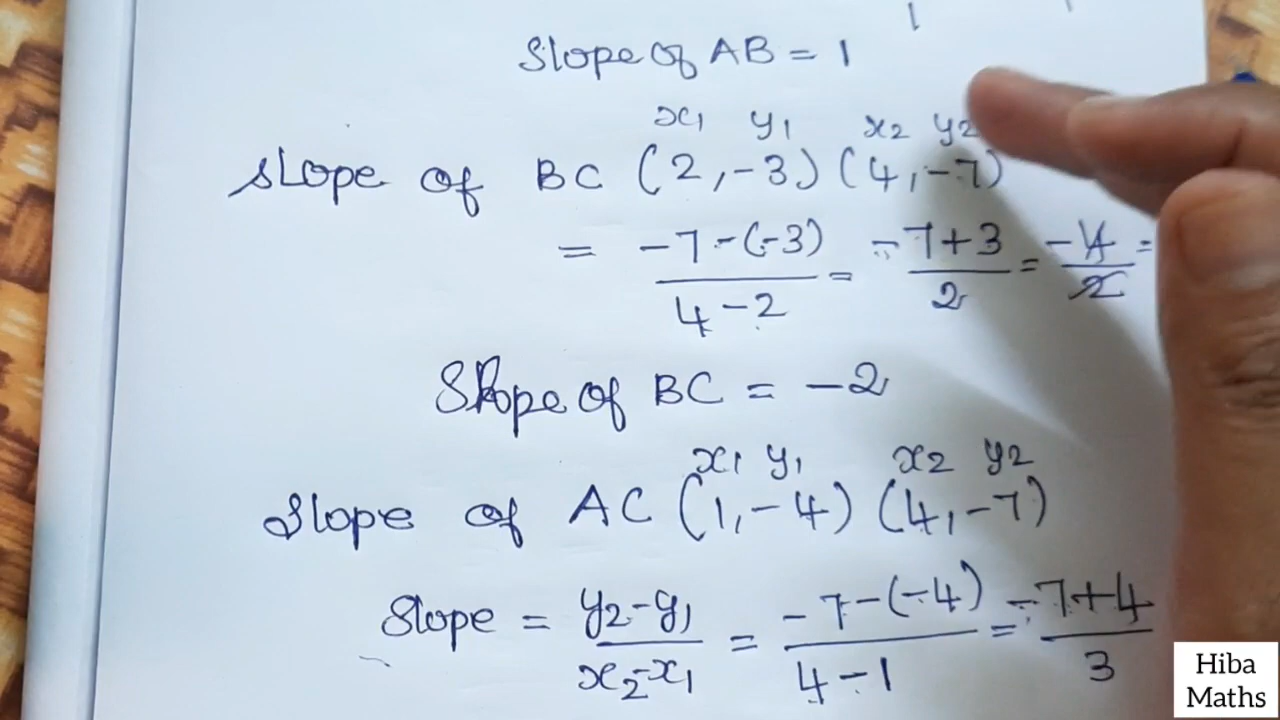 Slope of AB = 1
x1 y1 x2 y2
Slope of BC (2,-3) (4,-7)
= -7-(-3)/4-2 = -7+3/2 = -4/2 =
Slope of BC = -2
x1 y1 x2 y2
Slope of AC (1,-4) (4,-7)
Slope = y2-y1/x2-x1 = -7-(-4)/4-1 = -7+4/3
Hiba
Maths